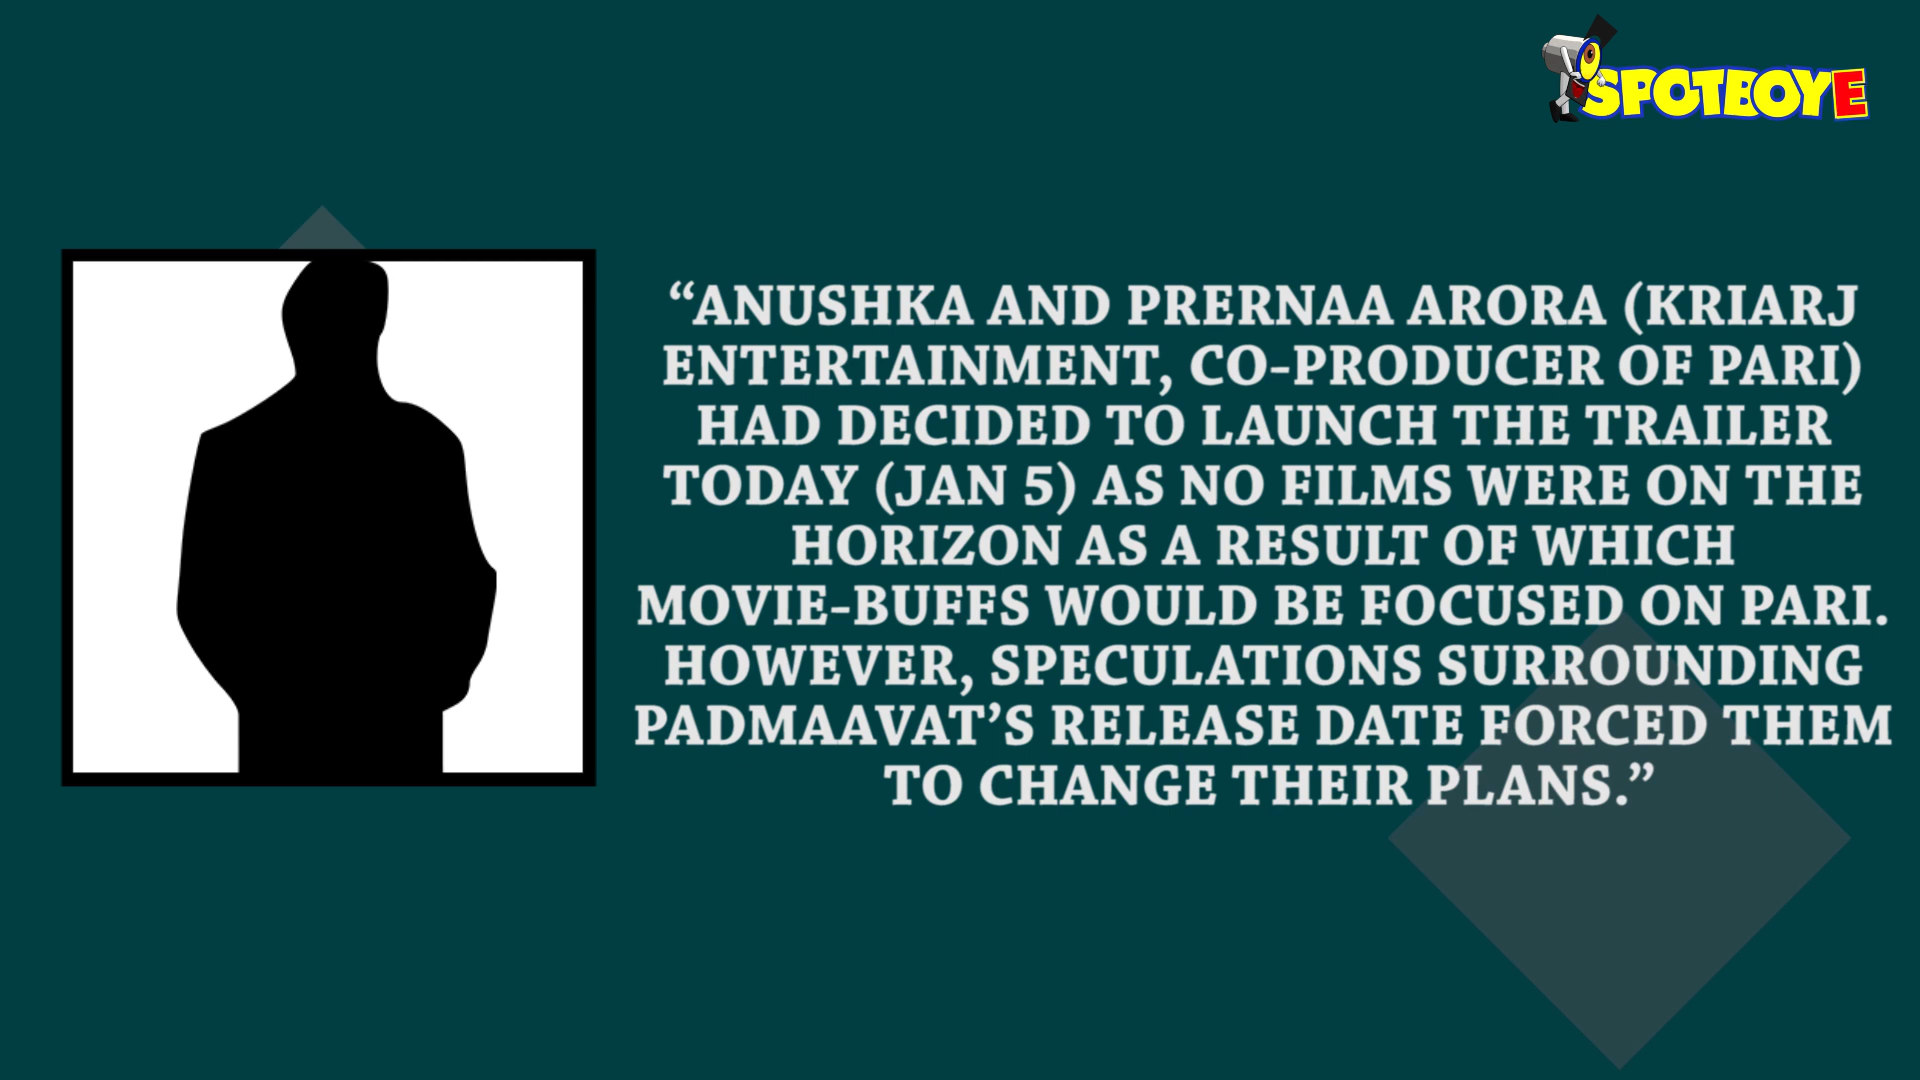 SPOTBOYE
“ANUSHKA AND PRERNAA ARORA (KRIARJ
ENTERTAINMENT, CO-PRODUCER OF PARI)
HAD DECIDED TO LAUNCH THE TRAILER
TODAY (JAN 5) AS NO FILMS WERE ON THE
HORIZON AS A RESULT OF WHICH
MOVIE-BUFFS WOULD BE FOCUSED ON PARI.
HOWEVER, SPECULATIONS SURROUNDING
PADMAAVAT’S RELEASE DATE FORCED THEM
TO CHANGE THEIR PLANS.”